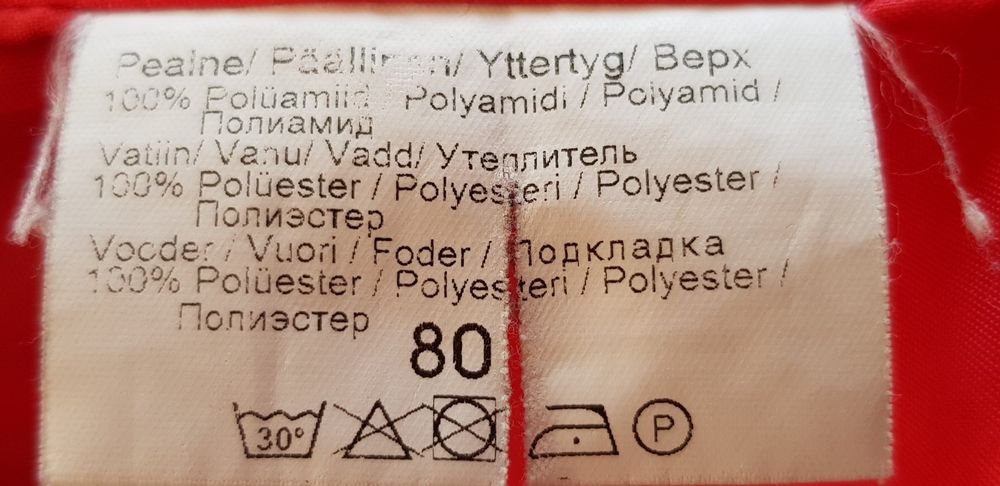 Pealne/ Päällinen/ Yttertyg/ Верх
100% Polüamiid Polyamidi / Polyamid /
Полиамид
Vatiin/ Vanu/ Vadd/ Утеплитель
100% Polüester / Polyesteri / Polyester /
Полиэстер
Vooder / Vuori / Foder / Подкладка
100% Polüester / Polyesteri / Polyester /
Полиэстер
80
30° P